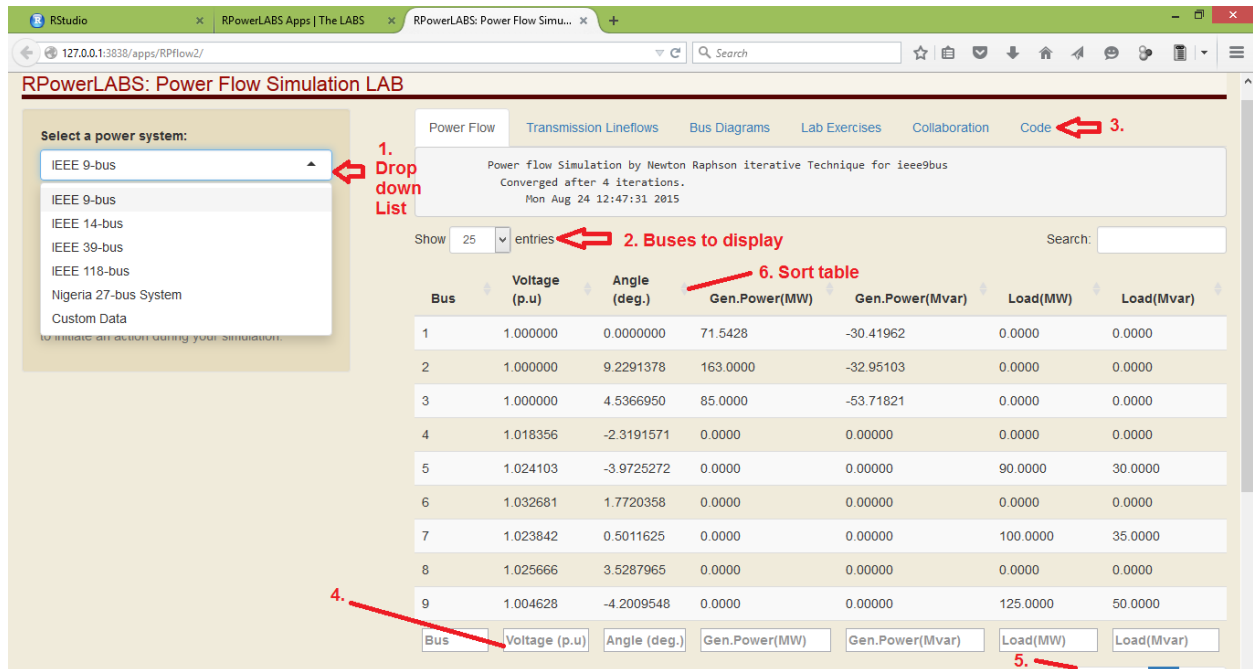 RStudio × RPowerLABS Apps | The LABS × RPowerLABS: Power Flow Simu... × +
127.0.0.1:3838/apps/RPflow2/ Search
RPowerLABS: Power Flow Simulation LAB
Select a power system:
IEEE 9-bus
IEEE 9-bus
IEEE 14-bus
IEEE 39-bus
IEEE 118-bus
Nigeria 27-bus System
Custom Data
to initiate an action during your simulation.
1.
Drop
down
List
Power Flow Transmission Lineflows Bus Diagrams Lab Exercises Collaboration Code 3.
Power flow Simulation by Newton Raphson iterative Technique for ieee9bus
Converged after 4 iterations.
Mon Aug 24 12:47:31 2015
Show 25 entries 2. Buses to display Search:
6. Sort table
Bus Voltage (p.u) Angle (deg.) Gen.Power(MW) Gen.Power(Mvar) Load(MW) Load(Mvar)
1 1.000000 0.0000000 71.5428 -30.41962 0.0000 0.0000
2 1.000000 9.2291378 163.0000 -32.95103 0.0000 0.0000
3 1.000000 4.5366950 85.0000 -53.71821 0.0000 0.0000
4 1.018356 -2.3191571 0.0000 0.00000 0.0000 0.0000
5 1.024103 -3.9725272 0.0000 0.00000 90.0000 30.0000
6 1.032681 1.7720358 0.0000 0.00000 0.0000 0.0000
7 1.023842 0.5011625 0.0000 0.00000 100.0000 35.0000
8 1.025666 3.5287965 0.0000 0.00000 0.0000 0.0000
9 1.004628 -4.2009548 0.0000 0.00000 125.0000 50.0000
4.
Bus Voltage (p.u) Angle (deg.) Gen.Power(MW) Gen.Power(Mvar) Load(MW) Load(Mvar)
5.